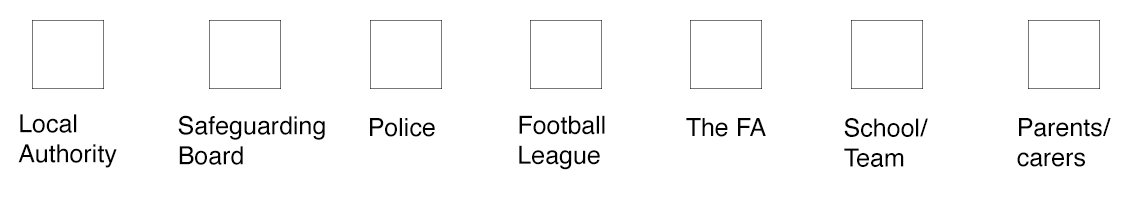 Local
Authority
Safeguarding
Board
Police
Football
League
The FA
School/
Team
Parents/
carers